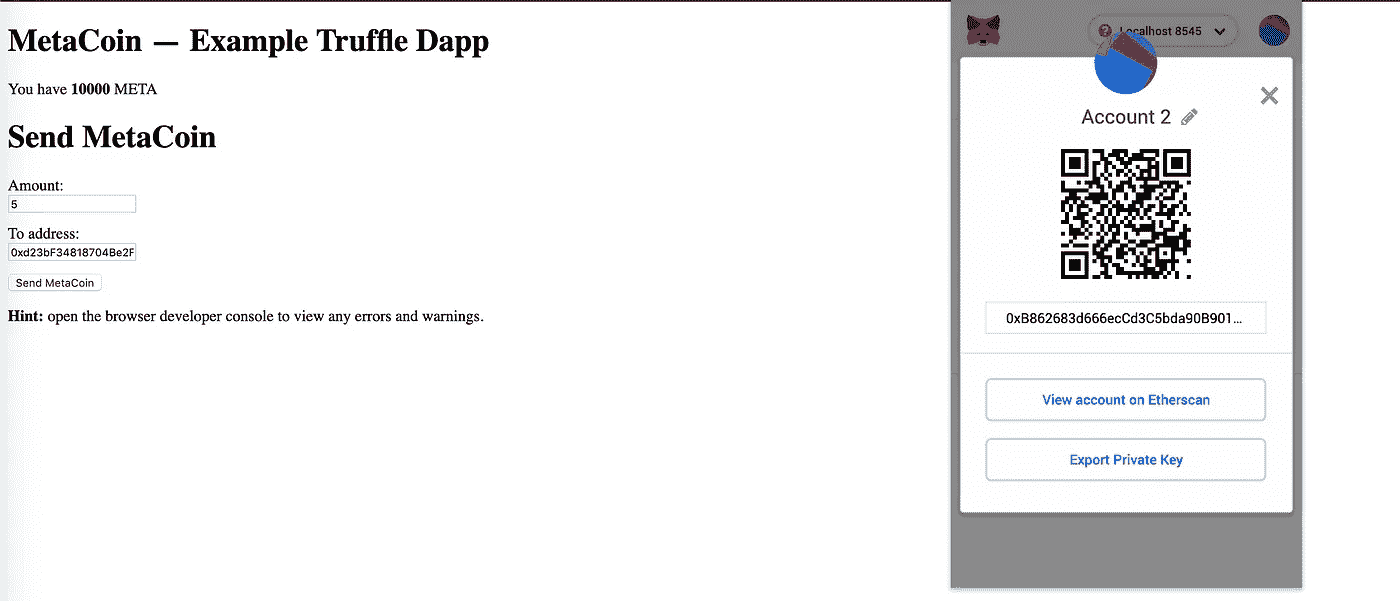 MetaCoin — Example Truffle Dapp
You have 10000 META
Send MetaCoin
Amount:
5
To address:
0xd23bF34818704Be2F
Send MetaCoin
Hint: open the browser developer console to view any errors and warnings.
Localhost 8545
Account 2
0xB862683d666ecCd3C5bda90B901...
View account on Etherscan
Export Private Key